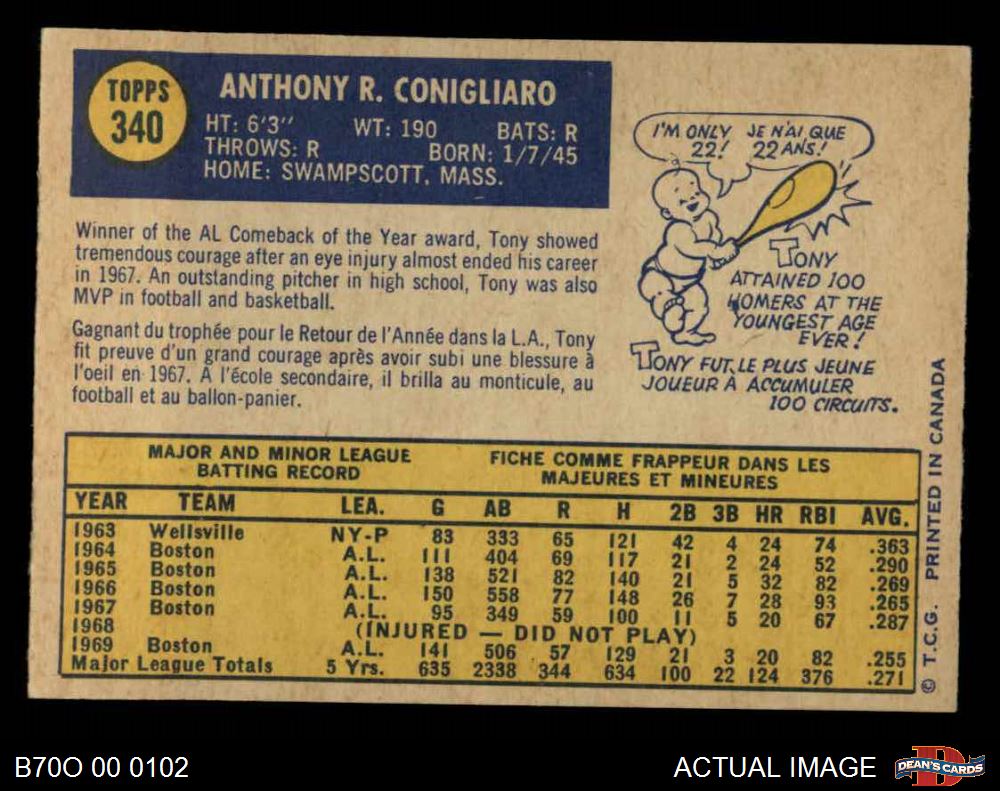 TOPPS
340
ANTHONY R. CONIGLIARO
HT: 6'3" WT: 190 BATS: R
THROWS: R BORN: 1/7/45
HOME: SWAMPSCOTT, MASS.
Winner of the AL Comeback of the Year award, Tony showed
tremendous courage after an eye injury almost ended his career
in 1967. An outstanding pitcher in high school, Tony was also
MVP in football and basketball.
Gagnant du trophée pour le Retour de l'Année dans la L.A., Tony
fit preuve d'un grand courage après avoir subi une blessure à
l'oeil en 1967. A l'école secondaire, il brilla au monticule, au
football et au ballon-panier.
I'M ONLY JE N'AI QUE
22! 22 ANS!
TONY
ATTAINED 100
HOMERS AT THE
YOUNGEST AGE
EVER!
TONY FUT LE PLUS JEUNE
JOUEUR À ACCUMULER
100 CIRCUITS.
MAJOR AND MINOR LEAGUE
BATTING RECORD
FICHE COMME FRAPPEUR DANS LES
MAJEURES ET MINEURES
YEAR TEAM LEA. G AB R H 2B 3B HR RBI AVG.
1963 Wellsville NY-P 83 333 65 121 42 4 24 74 .363
1964 Boston A.L. 111 404 69 117 21 2 24 52 .290
1965 Boston A.L. 138 521 82 140 21 5 32 82 .269
1966 Boston A.L. 150 558 77 148 26 7 28 93 .265
1967 Boston A.L. 95 349 59 100 11 5 20 67 .287
1968 (INJURED — DID NOT PLAY)
1969 Boston A.L. 141 506 57 129 21 3 20 82 .255
Major League Totals 5 Yrs. 635 2338 344 634 100 22 124 376 .271
© T.C.G. PRINTED IN CANADA
B70O 00 0102
ACTUAL IMAGE
DEAN'S CARDS